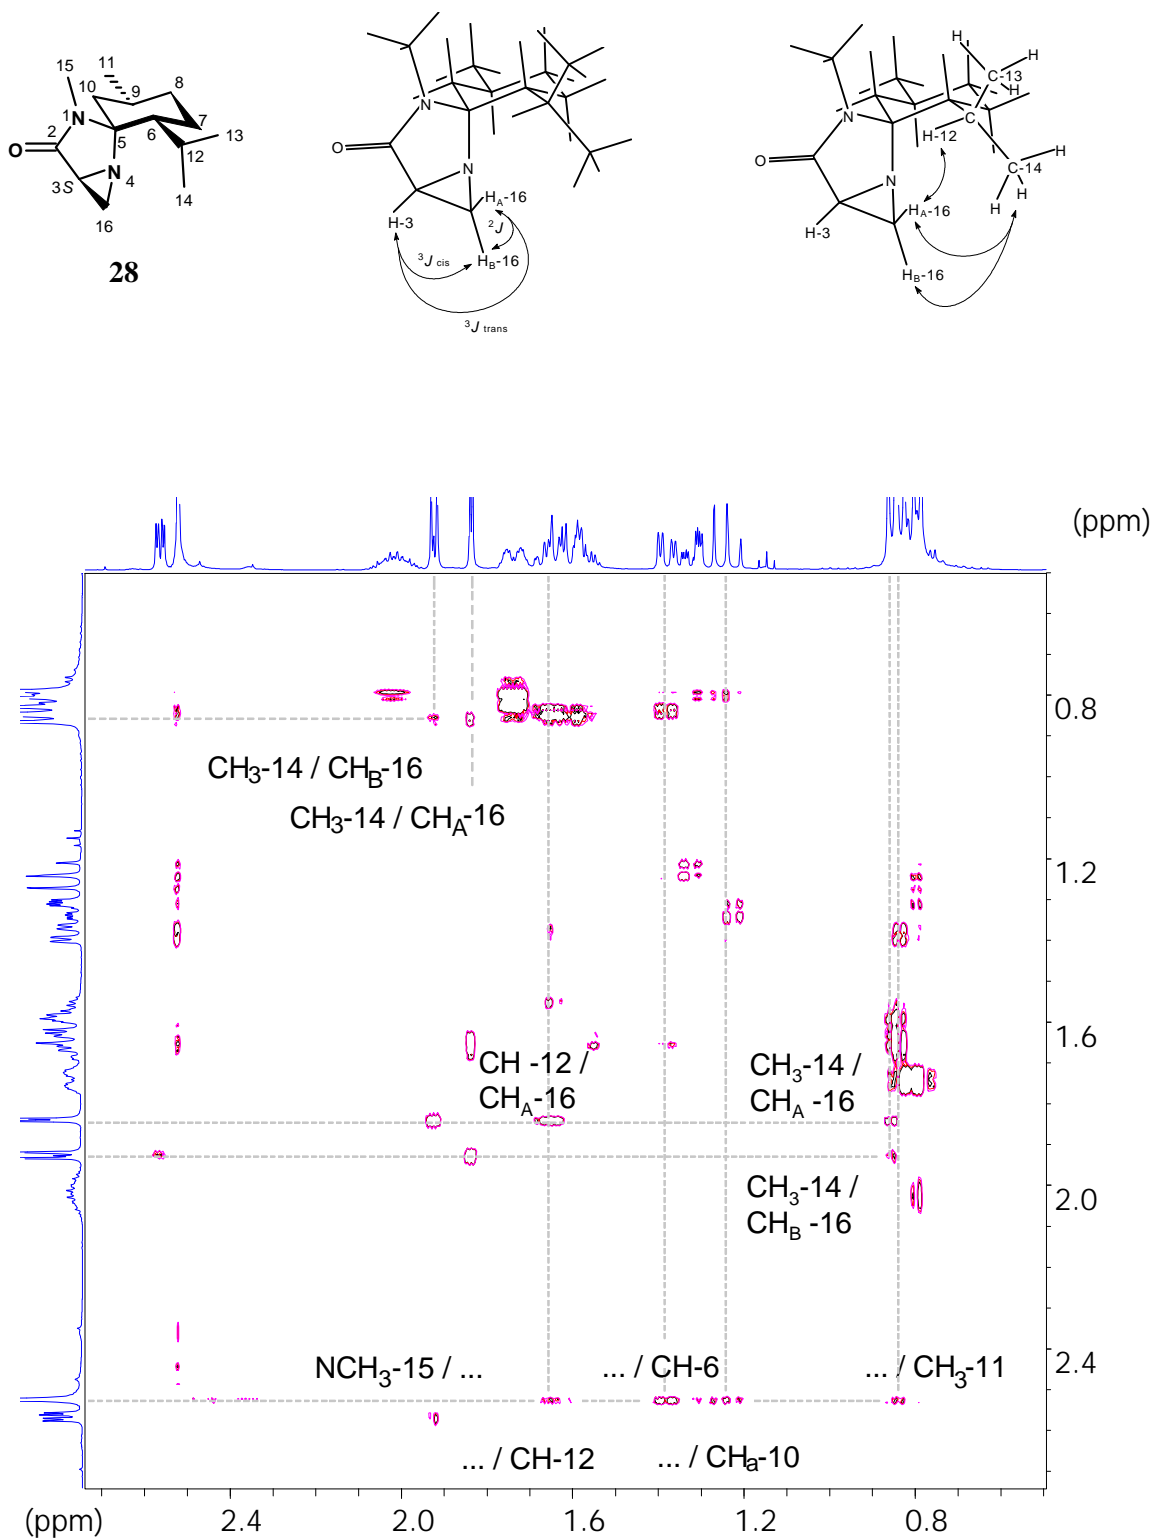 15
11
10
9
8
N
1
2
O
5
6
7
13
12
3 S
N
4
14
16
28
N
O
N
H-3
HA-16
2J
HB-16
3J cis
3J trans
H
H
C-13
H
N
O
H-12
C
N
C-14
H
H
H
H-3
HA-16
HB-16
(ppm)
0.8
CH3-14 / CHB-16
CH3-14 / CHA-16
1.2
1.6
CH -12 /
CHA-16
CH3-14 /
CHA -16
CH3-14 /
CHB -16
2.0
2.4
NCH3-15 / ...
... / CH-6
... / CH3-11
... / CH-12
... / CHa-10
(ppm)
2.4
2.0
1.6
1.2
0.8